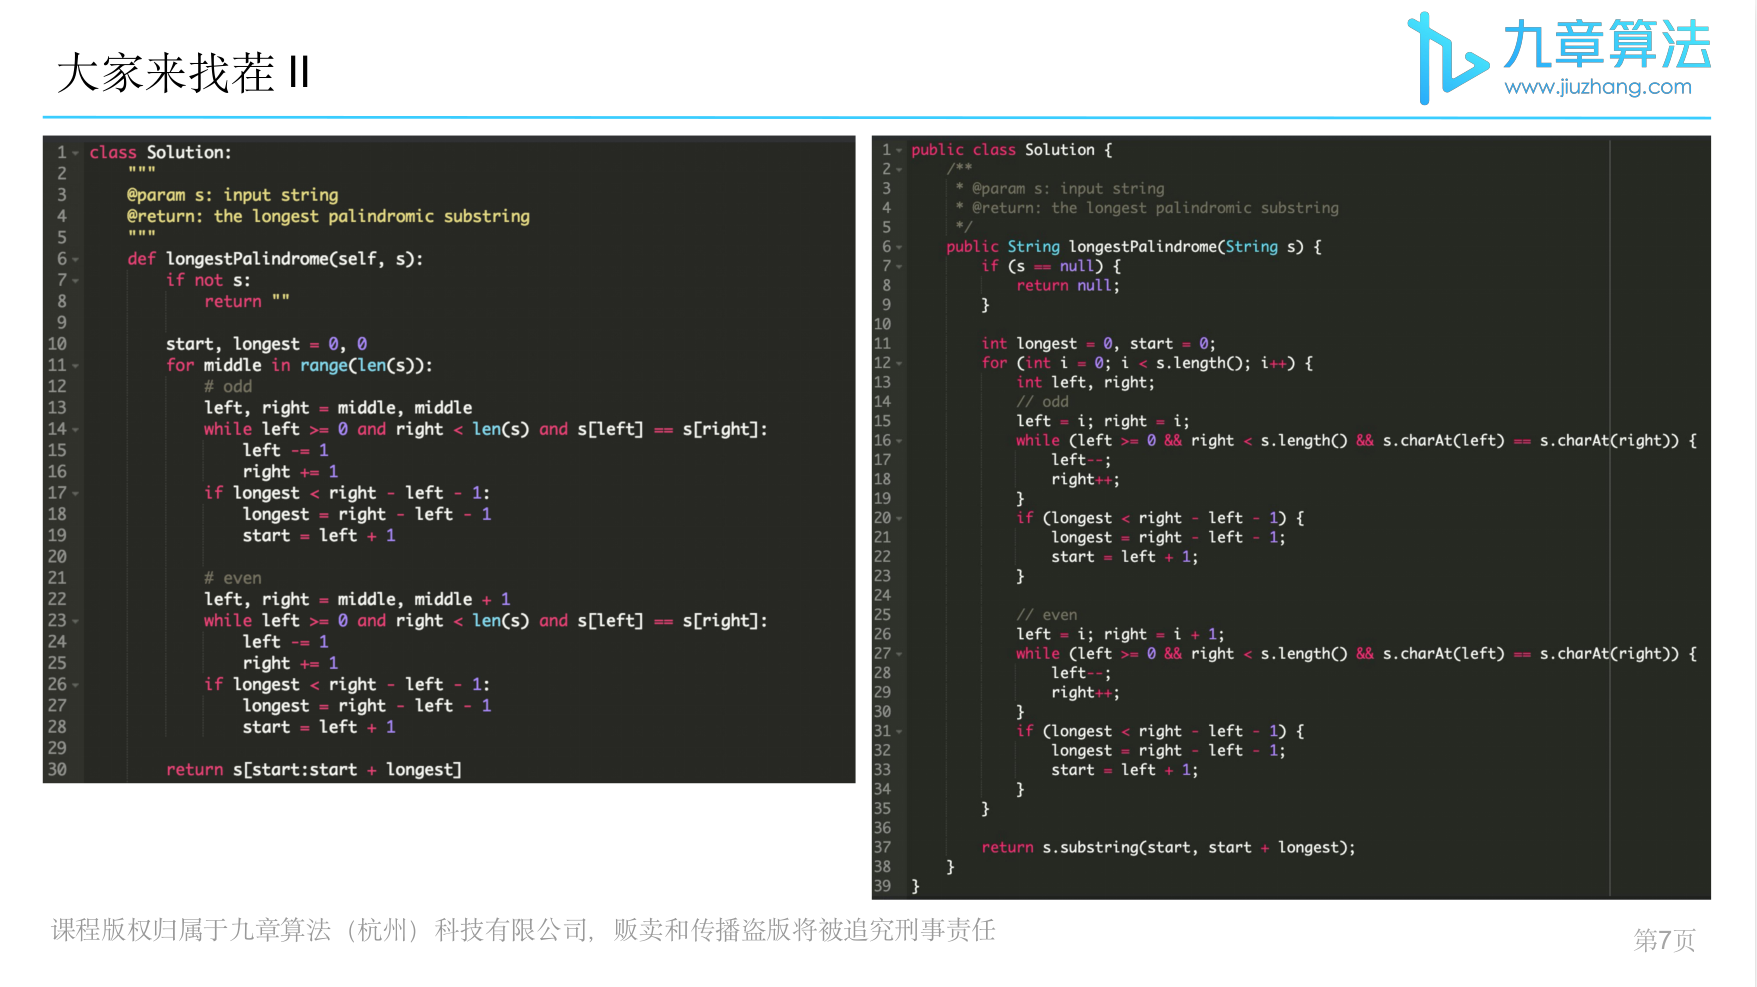 大家来找茬 II
九章算法
www.jiuzhang.com
1 class Solution:
2 """
3 @param s: input string
4 @return: the longest palindromic substring
5 """
6 def longestPalindrome(self, s):
7 if not s:
8 return ""
9
10 start, longest = 0, 0
11 for middle in range(len(s)):
12 # odd
13 left, right = middle, middle
14 while left >= 0 and right < len(s) and s[left] == s[right]:
15 left -= 1
16 right += 1
17 if longest < right - left - 1:
18 longest = right - left - 1
19 start = left + 1
20
21 # even
22 left, right = middle, middle + 1
23 while left >= 0 and right < len(s) and s[left] == s[right]:
24 left -= 1
25 right += 1
26 if longest < right - left - 1:
27 longest = right - left - 1
28 start = left + 1
29
30 return s[start:start + longest]
1 public class Solution {
2 /**
3 * @param s: input string
4 * @return: the longest palindromic substring
5 */
6 public String longestPalindrome(String s) {
7 if (s == null) {
8 return null;
9 }
10
11 int longest = 0, start = 0;
12 for (int i = 0; i < s.length(); i++) {
13 int left, right;
14 // odd
15 left = i; right = i;
16 while (left >= 0 && right < s.length() && s.charAt(left) == s.charAt(right)) {
17 left--;
18 right++;
19 }
20 if (longest < right - left - 1) {
21 longest = right - left - 1;
22 start = left + 1;
23 }
24
25 // even
26 left = i; right = i + 1;
27 while (left >= 0 && right < s.length() && s.charAt(left) == s.charAt(right)) {
28 left--;
29 right++;
30 }
31 if (longest < right - left - 1) {
32 longest = right - left - 1;
33 start = left + 1;
34 }
35 }
36
37 return s.substring(start, start + longest);
38 }
39 }
课程版权归属于九章算法（杭州）科技有限公司，贩卖和传播盗版将被追究刑事责任
第7页